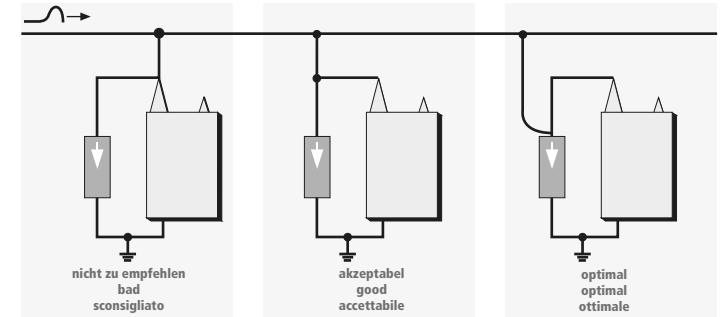 nicht zu empfehlen
bad
sconsigliato
akzeptabel
good
accettabile
optimal
optimal
ottimale